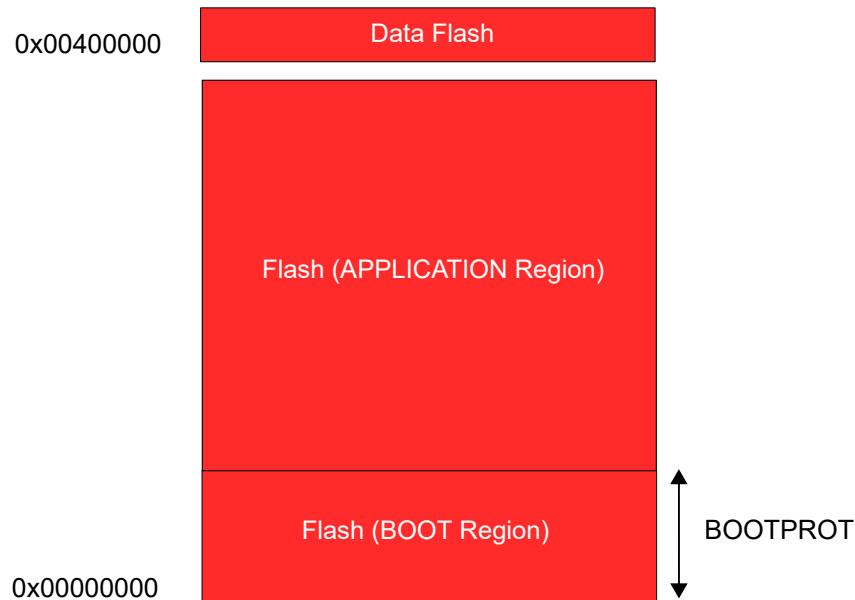 Data Flash
0x00400000
Flash (APPLICATION Region)
Flash (BOOT Region)
BOOTPROT
0x00000000